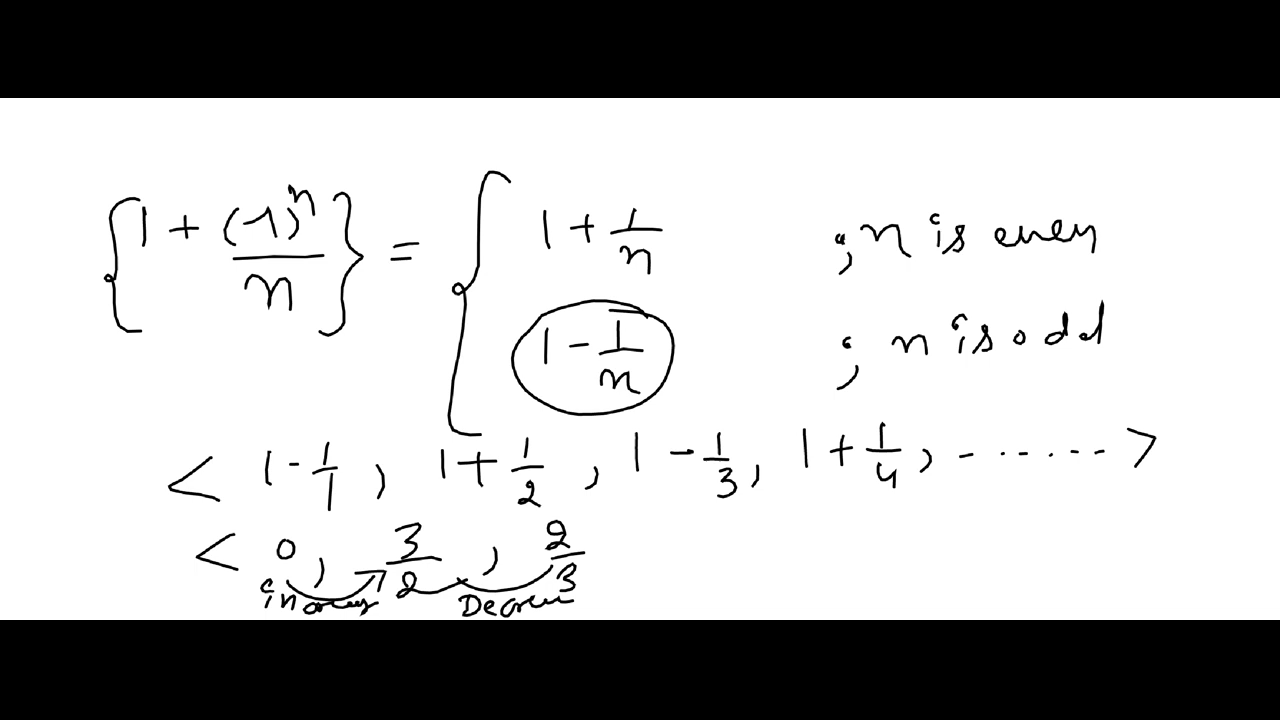 {1 + (-1)^n/n} = { 1 + 1/n ; n is even
1 - 1/n ; n is odd
< 1 - 1/1 , 1 + 1/2 , 1 - 1/3 , 1 + 1/4 , - ...... >
< 0 , 3/2 , 2/3